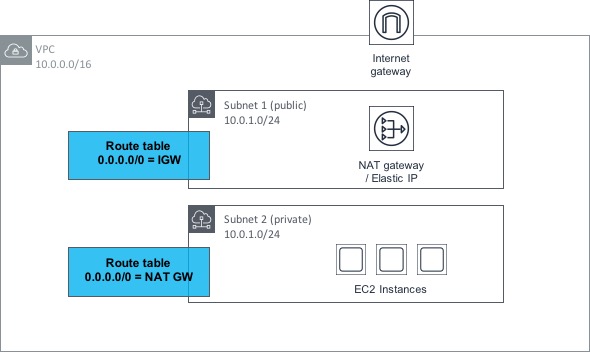 Internet
gateway
VPC
10.0.0.0/16
Subnet 1 (public)
10.0.1.0/24
Route table
0.0.0.0/0 = IGW
NAT gateway
/ Elastic IP
Subnet 2 (private)
10.0.1.0/24
Route table
0.0.0.0/0 = NAT GW
EC2 Instances